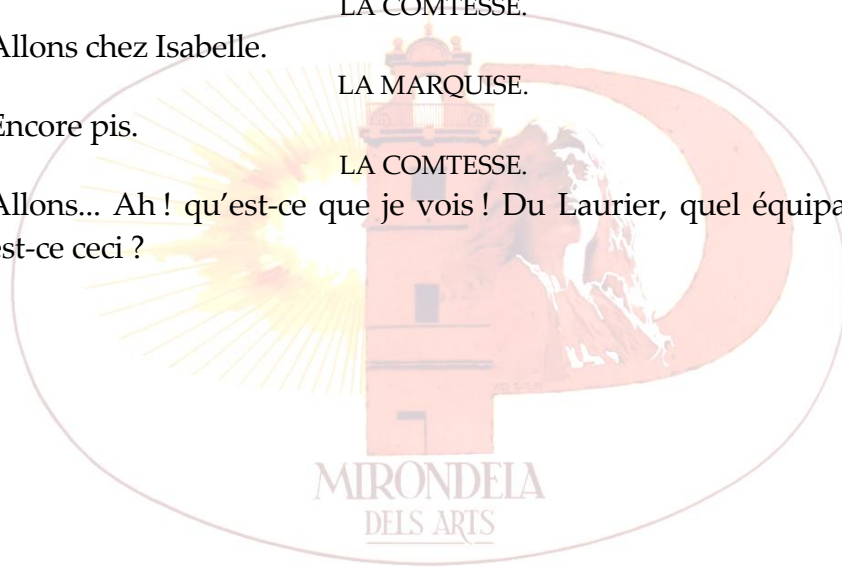 LA COMTESSE.
Allons chez Isabelle.
LA MARQUISE.
Encore pis.
LA COMTESSE.
Allons... Ah ! qu’est-ce que je vois ! Du Laurier, quel
est-ce ceci ?
MIRONDELA
DELS ARTS